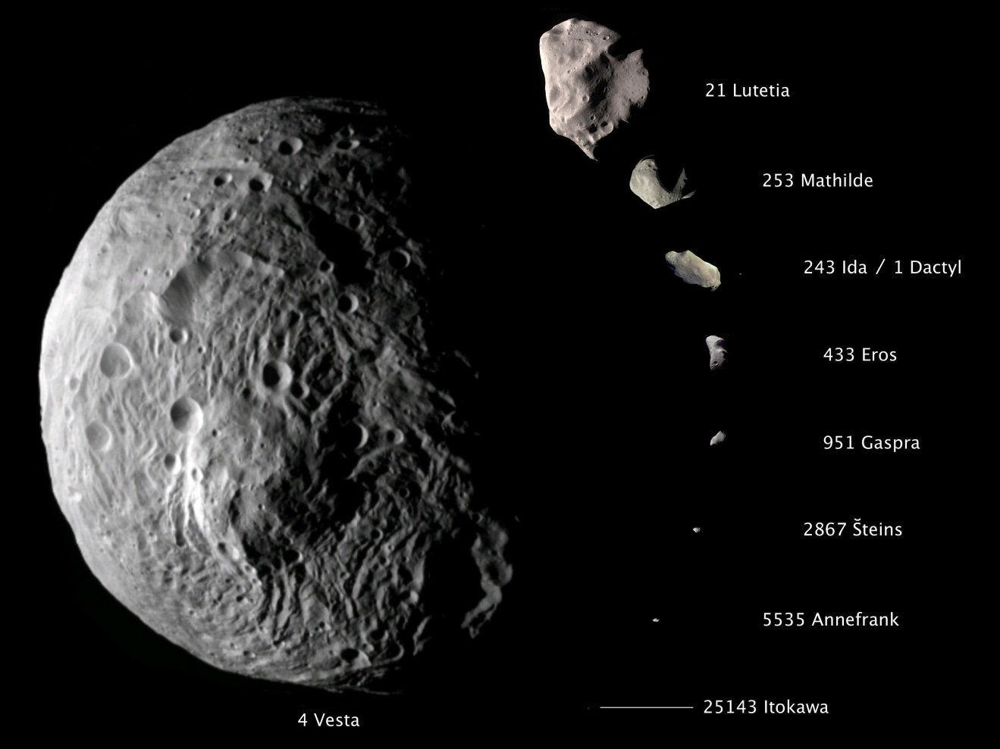 21 Lutetia
253 Mathilde
243 Ida / 1 Dactyl
433 Eros
951 Gaspra
2867 Šteins
5535 Annefrank
25143 Itokawa
4 Vesta